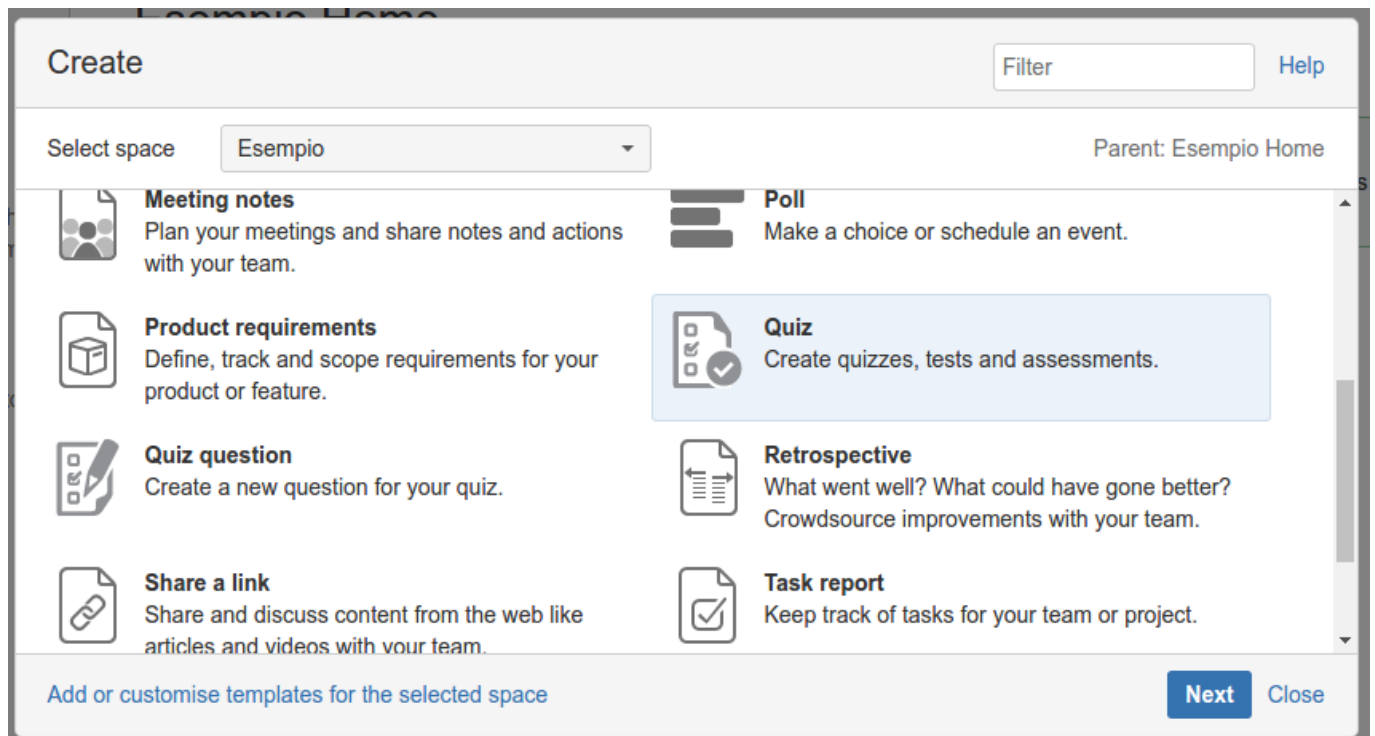 Esempio Home
Create
Filter
Help
Select space
Esempio
Parent: Esempio Home
Meeting notes
Plan your meetings and share notes and actions
with your team.
Poll
Make a choice or schedule an event.
Product requirements
Define, track and scope requirements for your
product or feature.
Quiz
Create quizzes, tests and assessments.
Quiz question
Create a new question for your quiz.
Retrospective
What went well? What could have gone better?
Crowdsource improvements with your team.
Share a link
Share and discuss content from the web like
articles and videos with your team.
Task report
Keep track of tasks for your team or project.
Add or customise templates for the selected space
Next
Close